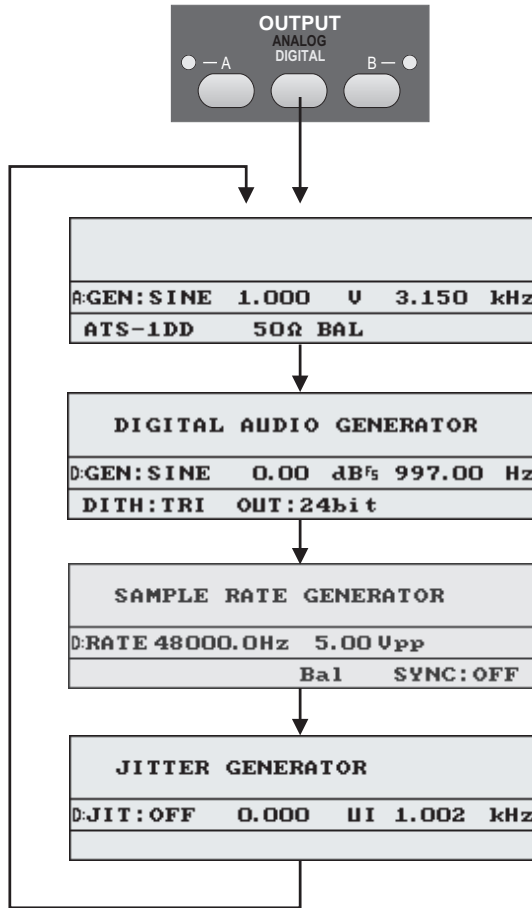 OUTPUT
ANALOG
DIGITAL
— A
B —
A:GEN:SINE 1.000 V 3.150 kHz
ATS-1DD 50Ω BAL
DIGITAL AUDIO GENERATOR
D:GEN:SINE 0.00 dBFs 997.00 Hz
DITH:TRI OUT:24bit
SAMPLE RATE GENERATOR
D:RATE 48000.0Hz 5.00 Vpp
Bal SYNC:OFF
JITTER GENERATOR
D:JIT:OFF 0.000 UI 1.002 kHz